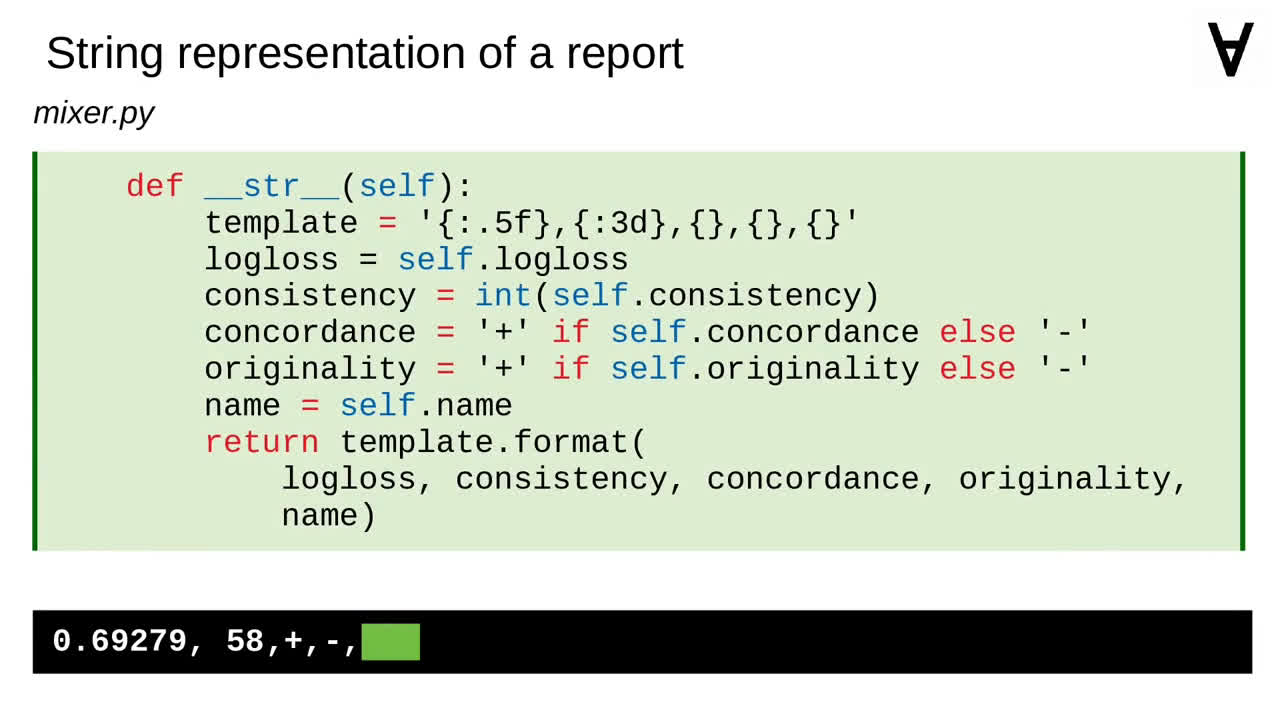 String representation of a report
mixer.py
def __str__(self):
template = '{:.5f},{:3d},{},{},{}'
logloss = self.logloss
consistency = int(self.consistency)
concordance = '+' if self.concordance else '-'
originality = '+' if self.originality else '-'
name = self.name
return template.format(
logloss, consistency, concordance, originality,
name)
0.69279, 58,+,-,